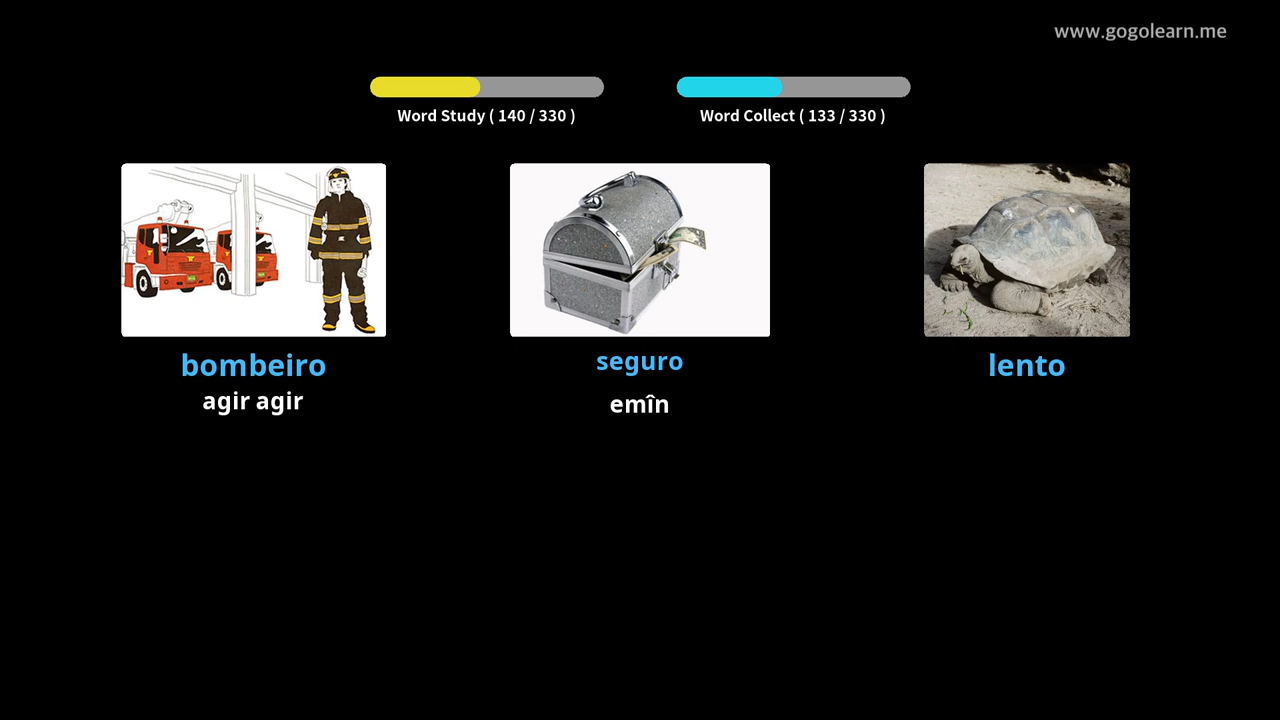 www.gogolearn.me
Word Study ( 140 / 330 )
Word Collect ( 133 / 330 )
bombeiro
agir agir
seguro
emîn
lento